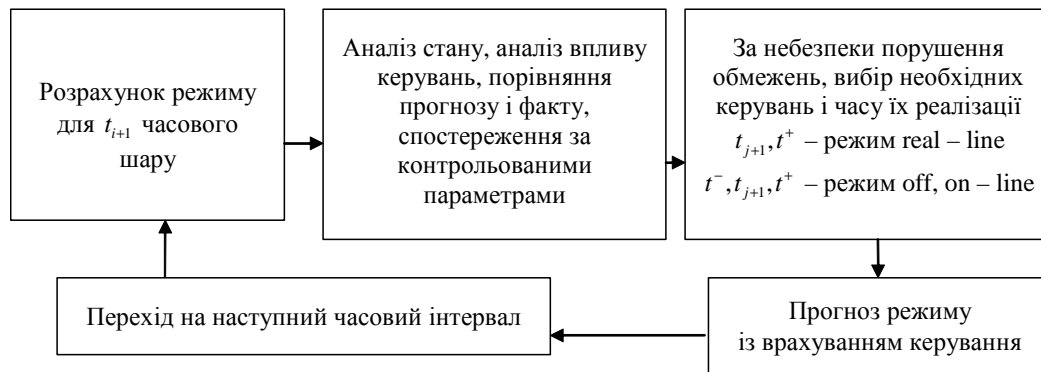 Розрахунок режиму
для t_{i+1} часового
шару
Аналіз стану, аналіз впливу
керувань, порівняння
прогнозу і факту,
спостереження за
контрольованими
параметрами
За небезпеки порушення
обмежень, вибір необхідних
керувань і часу їх реалізації
t_{j+1}, t^+ – режим real – line
t^-, t_{j+1}, t^+ – режим off, on – line
Перехід на наступний часовий інтервал
Прогноз режиму
із врахуванням керування